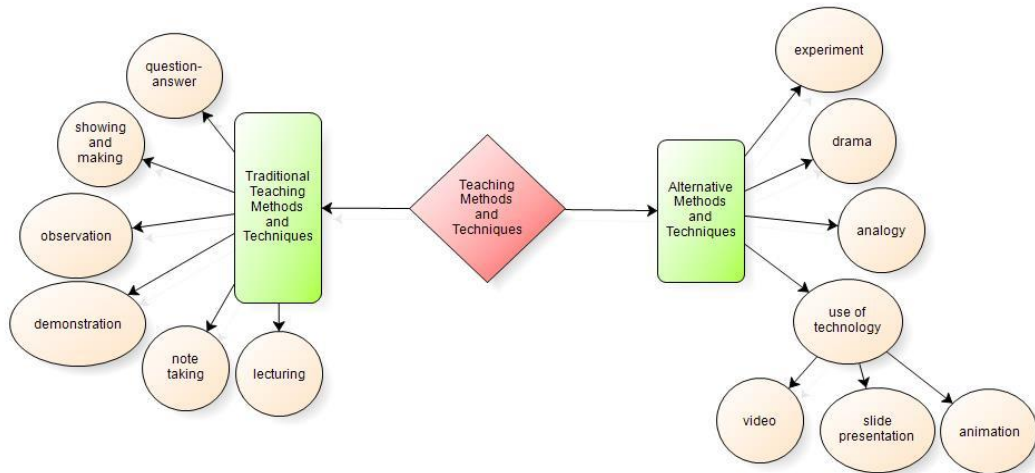 question-
answer
showing
and
making
observation
demonstration
note
taking
lecturing
Traditional
Teaching
Methods
and
Techniques
Teaching
Methods
and
Techniques
Alternative
Methods
and
Techniques
experiment
drama
analogy
use of
technology
video
slide
presentation
animation